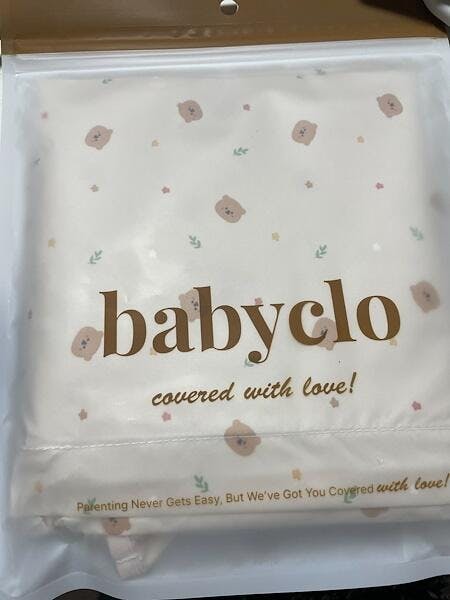 babyclo
covered with love!
Parenting Never Gets Easy, But We've Got You Covered with love!